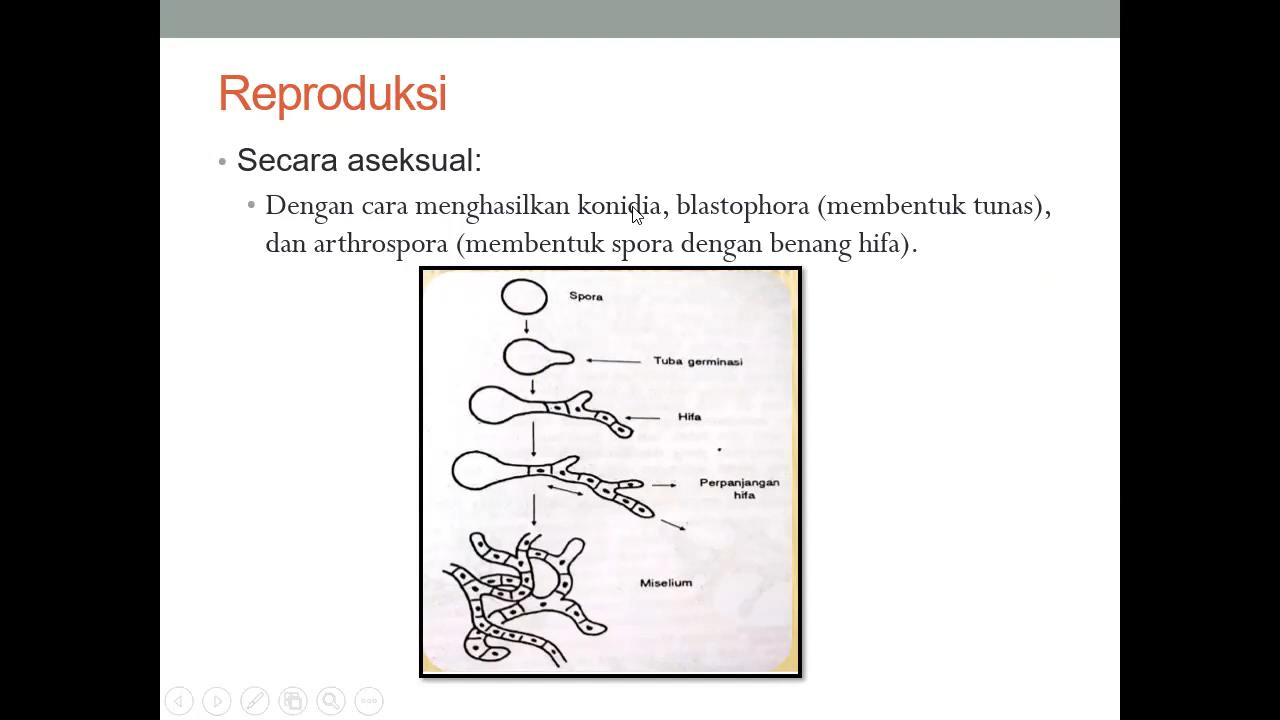 Reproduksi
• Secara aseksual:
• Dengan cara menghasilkan konidia, blastophora (membentuk tunas),
dan arthrospora (membentuk spora dengan benang hifa).
Spora
Tuba germinasi
Hifa
Perpanjangan
hifa
Miselium